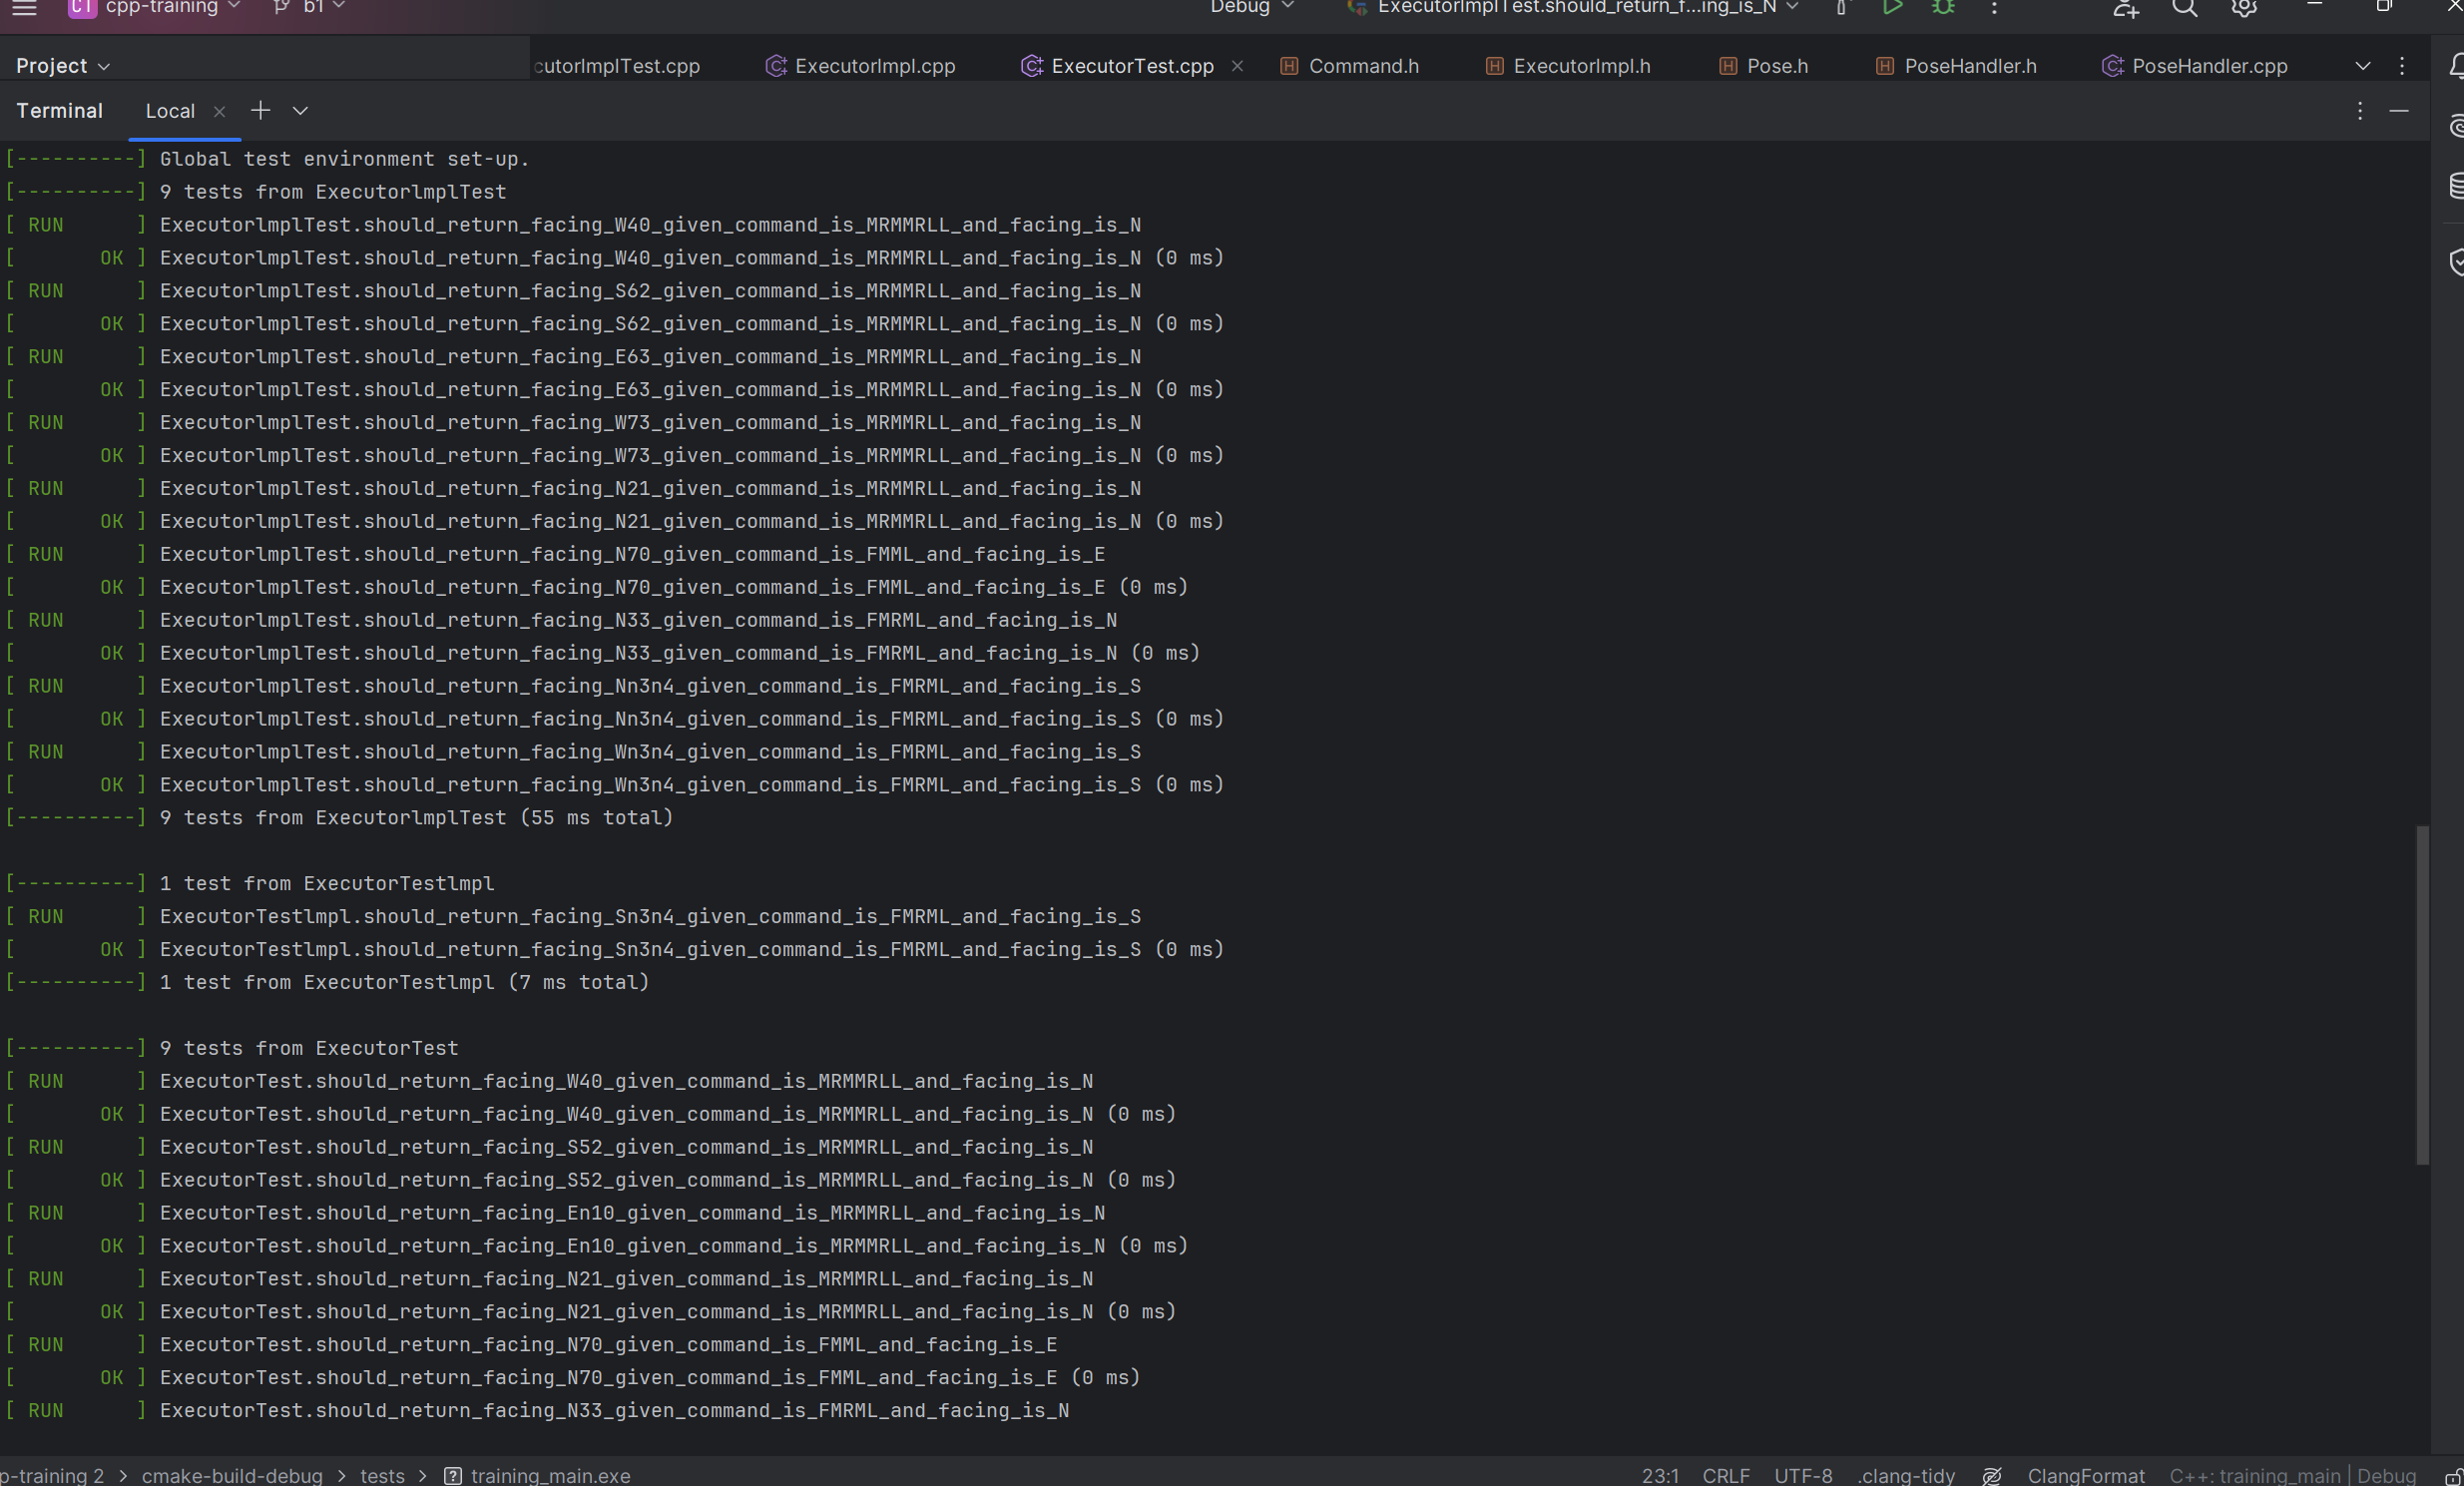 CT cpp-training b1 Debug ExecutorImplTest.should_return_f...ing_is_N
Project cutorImplTest.cpp ExecutorImpl.cpp ExecutorTest.cpp Command.h ExecutorImpl.h Pose.h PoseHandler.h PoseHandler.cpp
Terminal Local
[----------] Global test environment set-up.
[----------] 9 tests from ExecutorlmplTest
[ RUN      ] ExecutorlmplTest.should_return_facing_W40_given_command_is_MRMMRLL_and_facing_is_N
[       OK ] ExecutorlmplTest.should_return_facing_W40_given_command_is_MRMMRLL_and_facing_is_N (0 ms)
[ RUN      ] ExecutorlmplTest.should_return_facing_S62_given_command_is_MRMMRLL_and_facing_is_N
[       OK ] ExecutorlmplTest.should_return_facing_S62_given_command_is_MRMMRLL_and_facing_is_N (0 ms)
[ RUN      ] ExecutorlmplTest.should_return_facing_E63_given_command_is_MRMMRLL_and_facing_is_N
[       OK ] ExecutorlmplTest.should_return_facing_E63_given_command_is_MRMMRLL_and_facing_is_N (0 ms)
[ RUN      ] ExecutorlmplTest.should_return_facing_W73_given_command_is_MRMMRLL_and_facing_is_N
[       OK ] ExecutorlmplTest.should_return_facing_W73_given_command_is_MRMMRLL_and_facing_is_N (0 ms)
[ RUN      ] ExecutorlmplTest.should_return_facing_N21_given_command_is_MRMMRLL_and_facing_is_N
[       OK ] ExecutorlmplTest.should_return_facing_N21_given_command_is_MRMMRLL_and_facing_is_N (0 ms)
[ RUN      ] ExecutorlmplTest.should_return_facing_N70_given_command_is_FMML_and_facing_is_E
[       OK ] ExecutorlmplTest.should_return_facing_N70_given_command_is_FMML_and_facing_is_E (0 ms)
[ RUN      ] ExecutorlmplTest.should_return_facing_N33_given_command_is_FMRML_and_facing_is_N
[       OK ] ExecutorlmplTest.should_return_facing_N33_given_command_is_FMRML_and_facing_is_N (0 ms)
[ RUN      ] ExecutorlmplTest.should_return_facing_Nn3n4_given_command_is_FMRML_and_facing_is_S
[       OK ] ExecutorlmplTest.should_return_facing_Nn3n4_given_command_is_FMRML_and_facing_is_S (0 ms)
[ RUN      ] ExecutorlmplTest.should_return_facing_Wn3n4_given_command_is_FMRML_and_facing_is_S
[       OK ] ExecutorlmplTest.should_return_facing_Wn3n4_given_command_is_FMRML_and_facing_is_S (0 ms)
[----------] 9 tests from ExecutorlmplTest (55 ms total)
[----------] 1 test from ExecutorTestlmpl
[ RUN      ] ExecutorTestlmpl.should_return_facing_Sn3n4_given_command_is_FMRML_and_facing_is_S
[       OK ] ExecutorTestlmpl.should_return_facing_Sn3n4_given_command_is_FMRML_and_facing_is_S (0 ms)
[----------] 1 test from ExecutorTestlmpl (7 ms total)
[----------] 9 tests from ExecutorTest
[ RUN      ] ExecutorTest.should_return_facing_W40_given_command_is_MRMMRLL_and_facing_is_N
[       OK ] ExecutorTest.should_return_facing_W40_given_command_is_MRMMRLL_and_facing_is_N (0 ms)
[ RUN      ] ExecutorTest.should_return_facing_S52_given_command_is_MRMMRLL_and_facing_is_N
[       OK ] ExecutorTest.should_return_facing_S52_given_command_is_MRMMRLL_and_facing_is_N (0 ms)
[ RUN      ] ExecutorTest.should_return_facing_En10_given_command_is_MRMMRLL_and_facing_is_N
[       OK ] ExecutorTest.should_return_facing_En10_given_command_is_MRMMRLL_and_facing_is_N (0 ms)
[ RUN      ] ExecutorTest.should_return_facing_N21_given_command_is_MRMMRLL_and_facing_is_N
[       OK ] ExecutorTest.should_return_facing_N21_given_command_is_MRMMRLL_and_facing_is_N (0 ms)
[ RUN      ] ExecutorTest.should_return_facing_N70_given_command_is_FMML_and_facing_is_E
[       OK ] ExecutorTest.should_return_facing_N70_given_command_is_FMML_and_facing_is_E (0 ms)
[ RUN      ] ExecutorTest.should_return_facing_N33_given_command_is_FMRML_and_facing_is_N
p-training 2 > cmake-build-debug > tests > training_main.exe 23:1 CRLF UTF-8 .clang-tidy ClangFormat C++: training_main | Debug